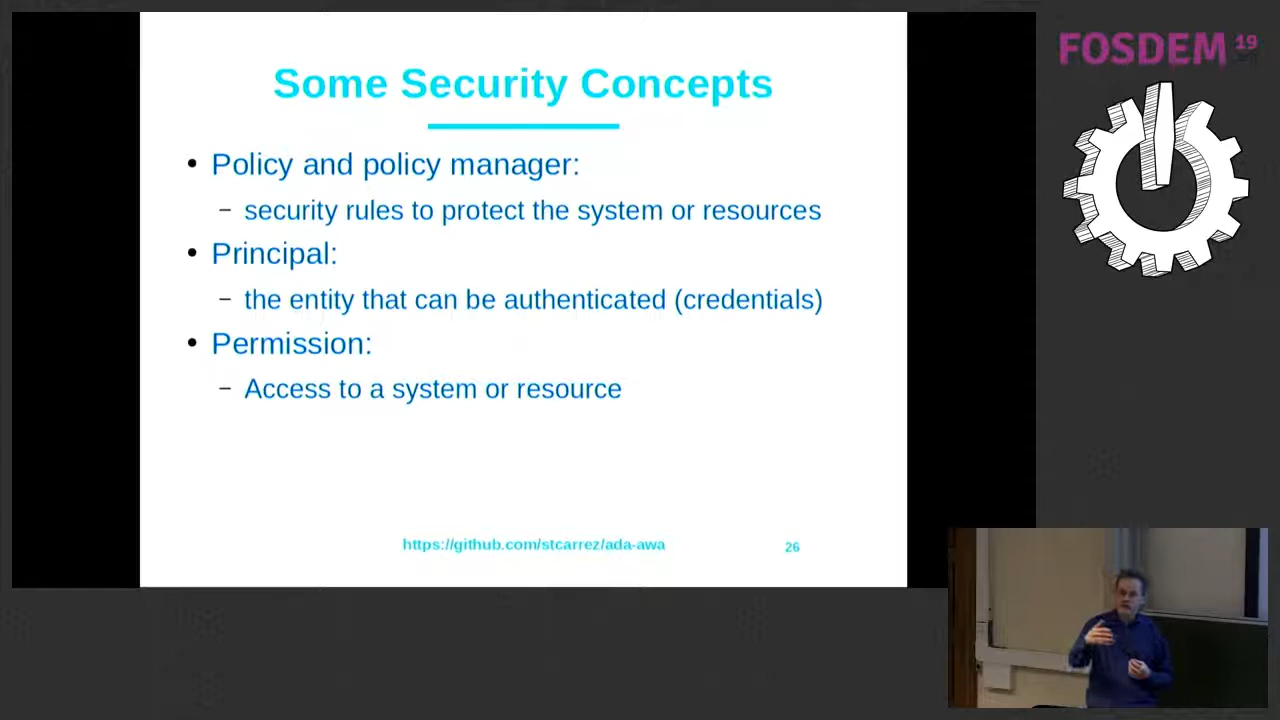 Some Security Concepts
• Policy and policy manager:
– security rules to protect the system or resources
• Principal:
– the entity that can be authenticated (credentials)
• Permission:
– Access to a system or resource
https://github.com/stcarrez/ada-awa
26
FOSDEM 19